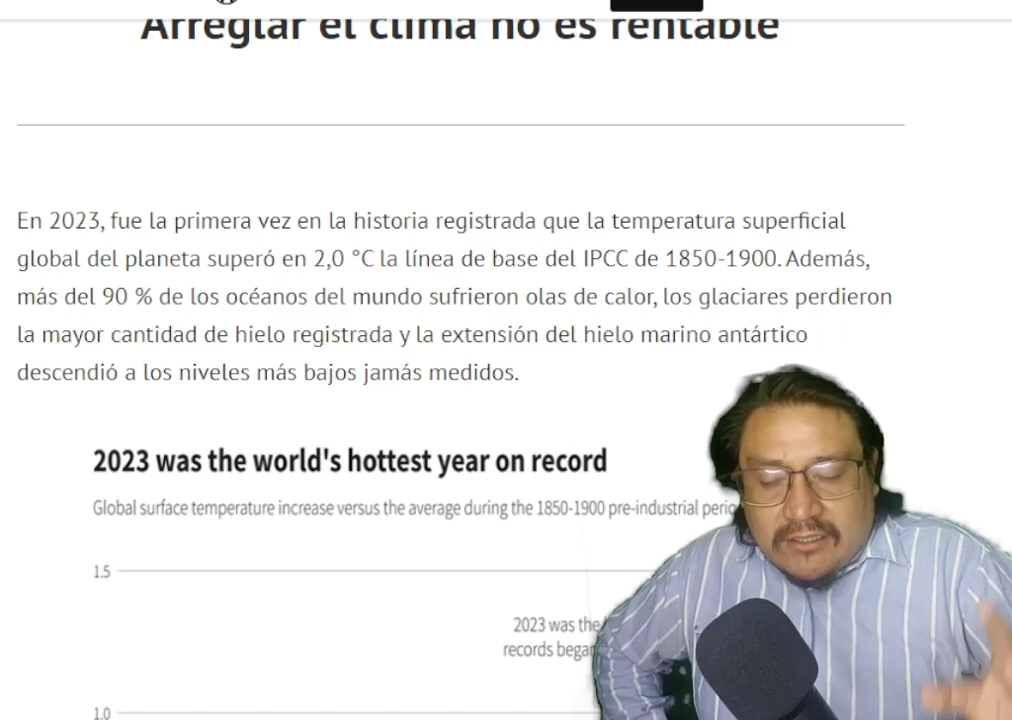 Arreglar el clima no es rentable
En 2023, fue la primera vez en la historia registrada que la temperatura superficial
global del planeta superó en 2,0 °C la línea de base del IPCC de 1850-1900. Además,
más del 90 % de los océanos del mundo sufrieron olas de calor, los glaciares perdieron
la mayor cantidad de hielo registrada y la extensión del hielo marino antártico
descendió a los niveles más bajos jamás medidos.
2023 was the world's hottest year on record
Global surface temperature increase versus the average during the 1850-1900 pre-industrial
1.5
2023 was the
records began
1.0